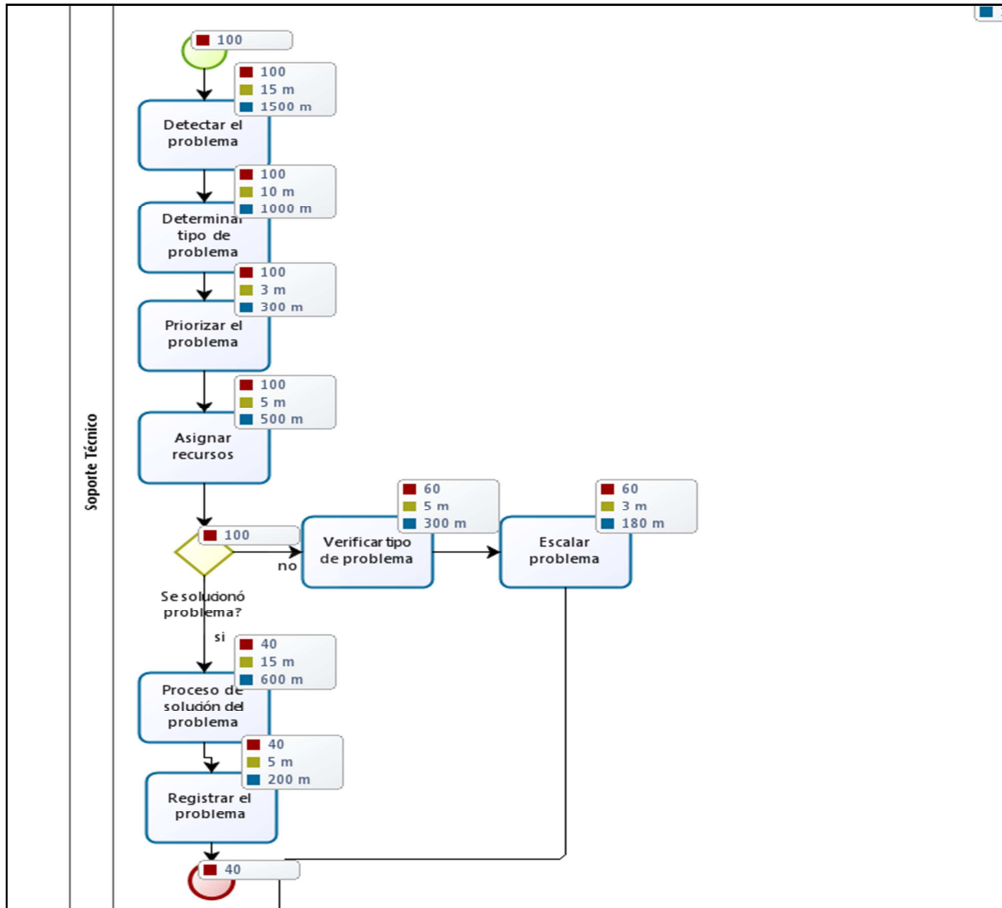 Soporte Técnico
100
100
15 m
1500 m
Detectar el
problema
100
10 m
1000 m
Determinar
tipo de
problema
100
3 m
300 m
Priorizar el
problema
100
5 m
500 m
Asignar
recursos
100
no
60
5 m
300 m
Verificar tipo
de problema
60
3 m
180 m
Escalar
problema
Se solucionó
problema?
si
40
15 m
600 m
Proceso de
solución del
problema
40
5 m
200 m
Registrar el
problema
40